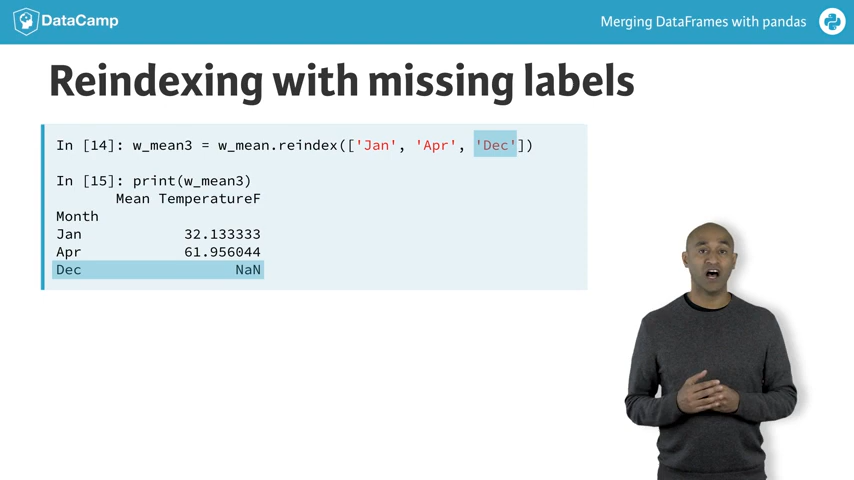 DataCamp
Merging DataFrames with pandas
Reindexing with missing labels
In [14]: w_mean3 = w_mean.reindex(['Jan', 'Apr', 'Dec'])
In [15]: print(w_mean3)
Mean TemperatureF
Month
Jan 32.133333
Apr 61.956044
Dec NaN